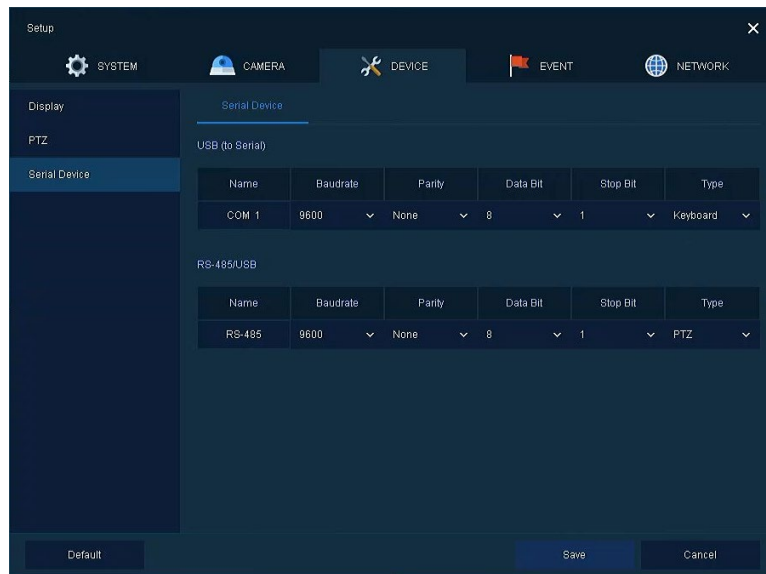 Setup
SYSTEM CAMERA DEVICE EVENT NETWORK
Display
PTZ
Serial Device
Serial Device
USB (to Serial)
Name Baudrate Parity Data Bit Stop Bit Type
COM 1 9600 None 8 1 Keyboard
RS-485/USB
Name Baudrate Parity Data Bit Stop Bit Type
RS-485 9600 None 8 1 PTZ
Default Save Cancel